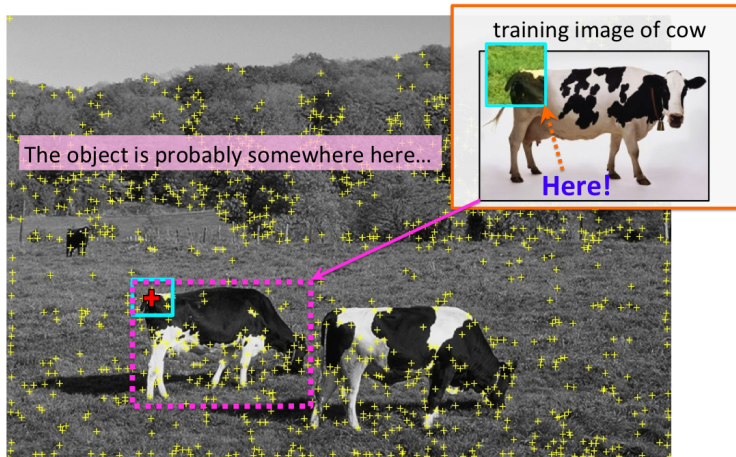 training image of cow
The object is probably somewhere here...
Here!